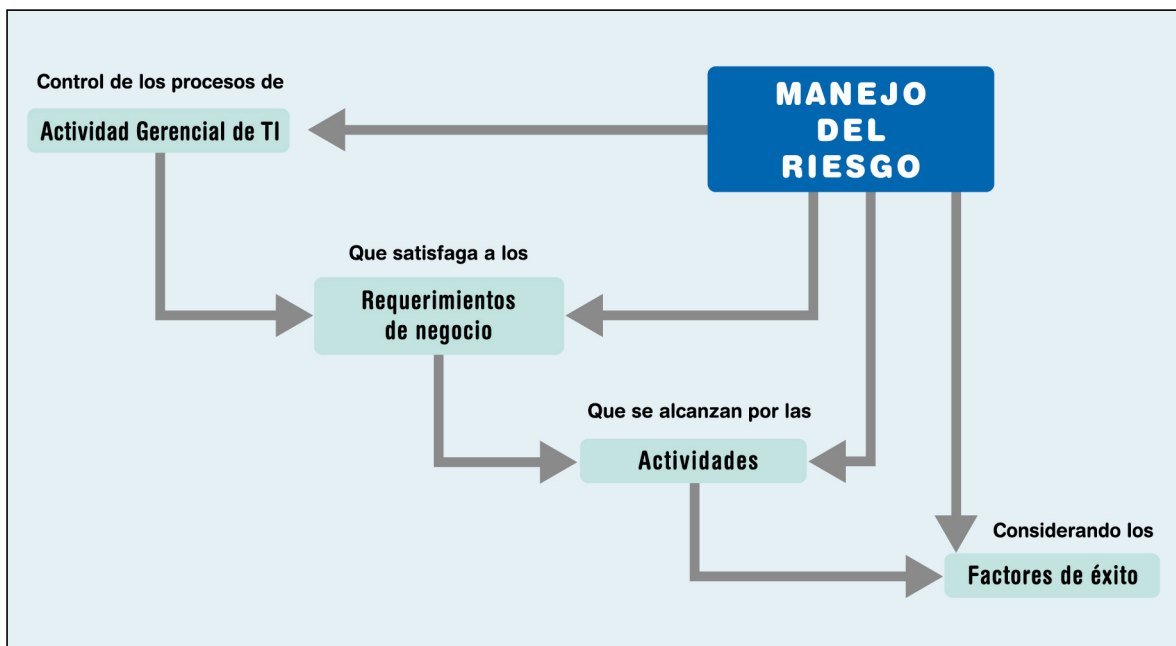 Control de los procesos de
Actividad Gerencial de TI
MANEJO
DEL
RIESGO
Que satisfaga a los
Requerimientos
de negocio
Que se alcanzan por las
Actividades
Considerando los
Factores de éxito